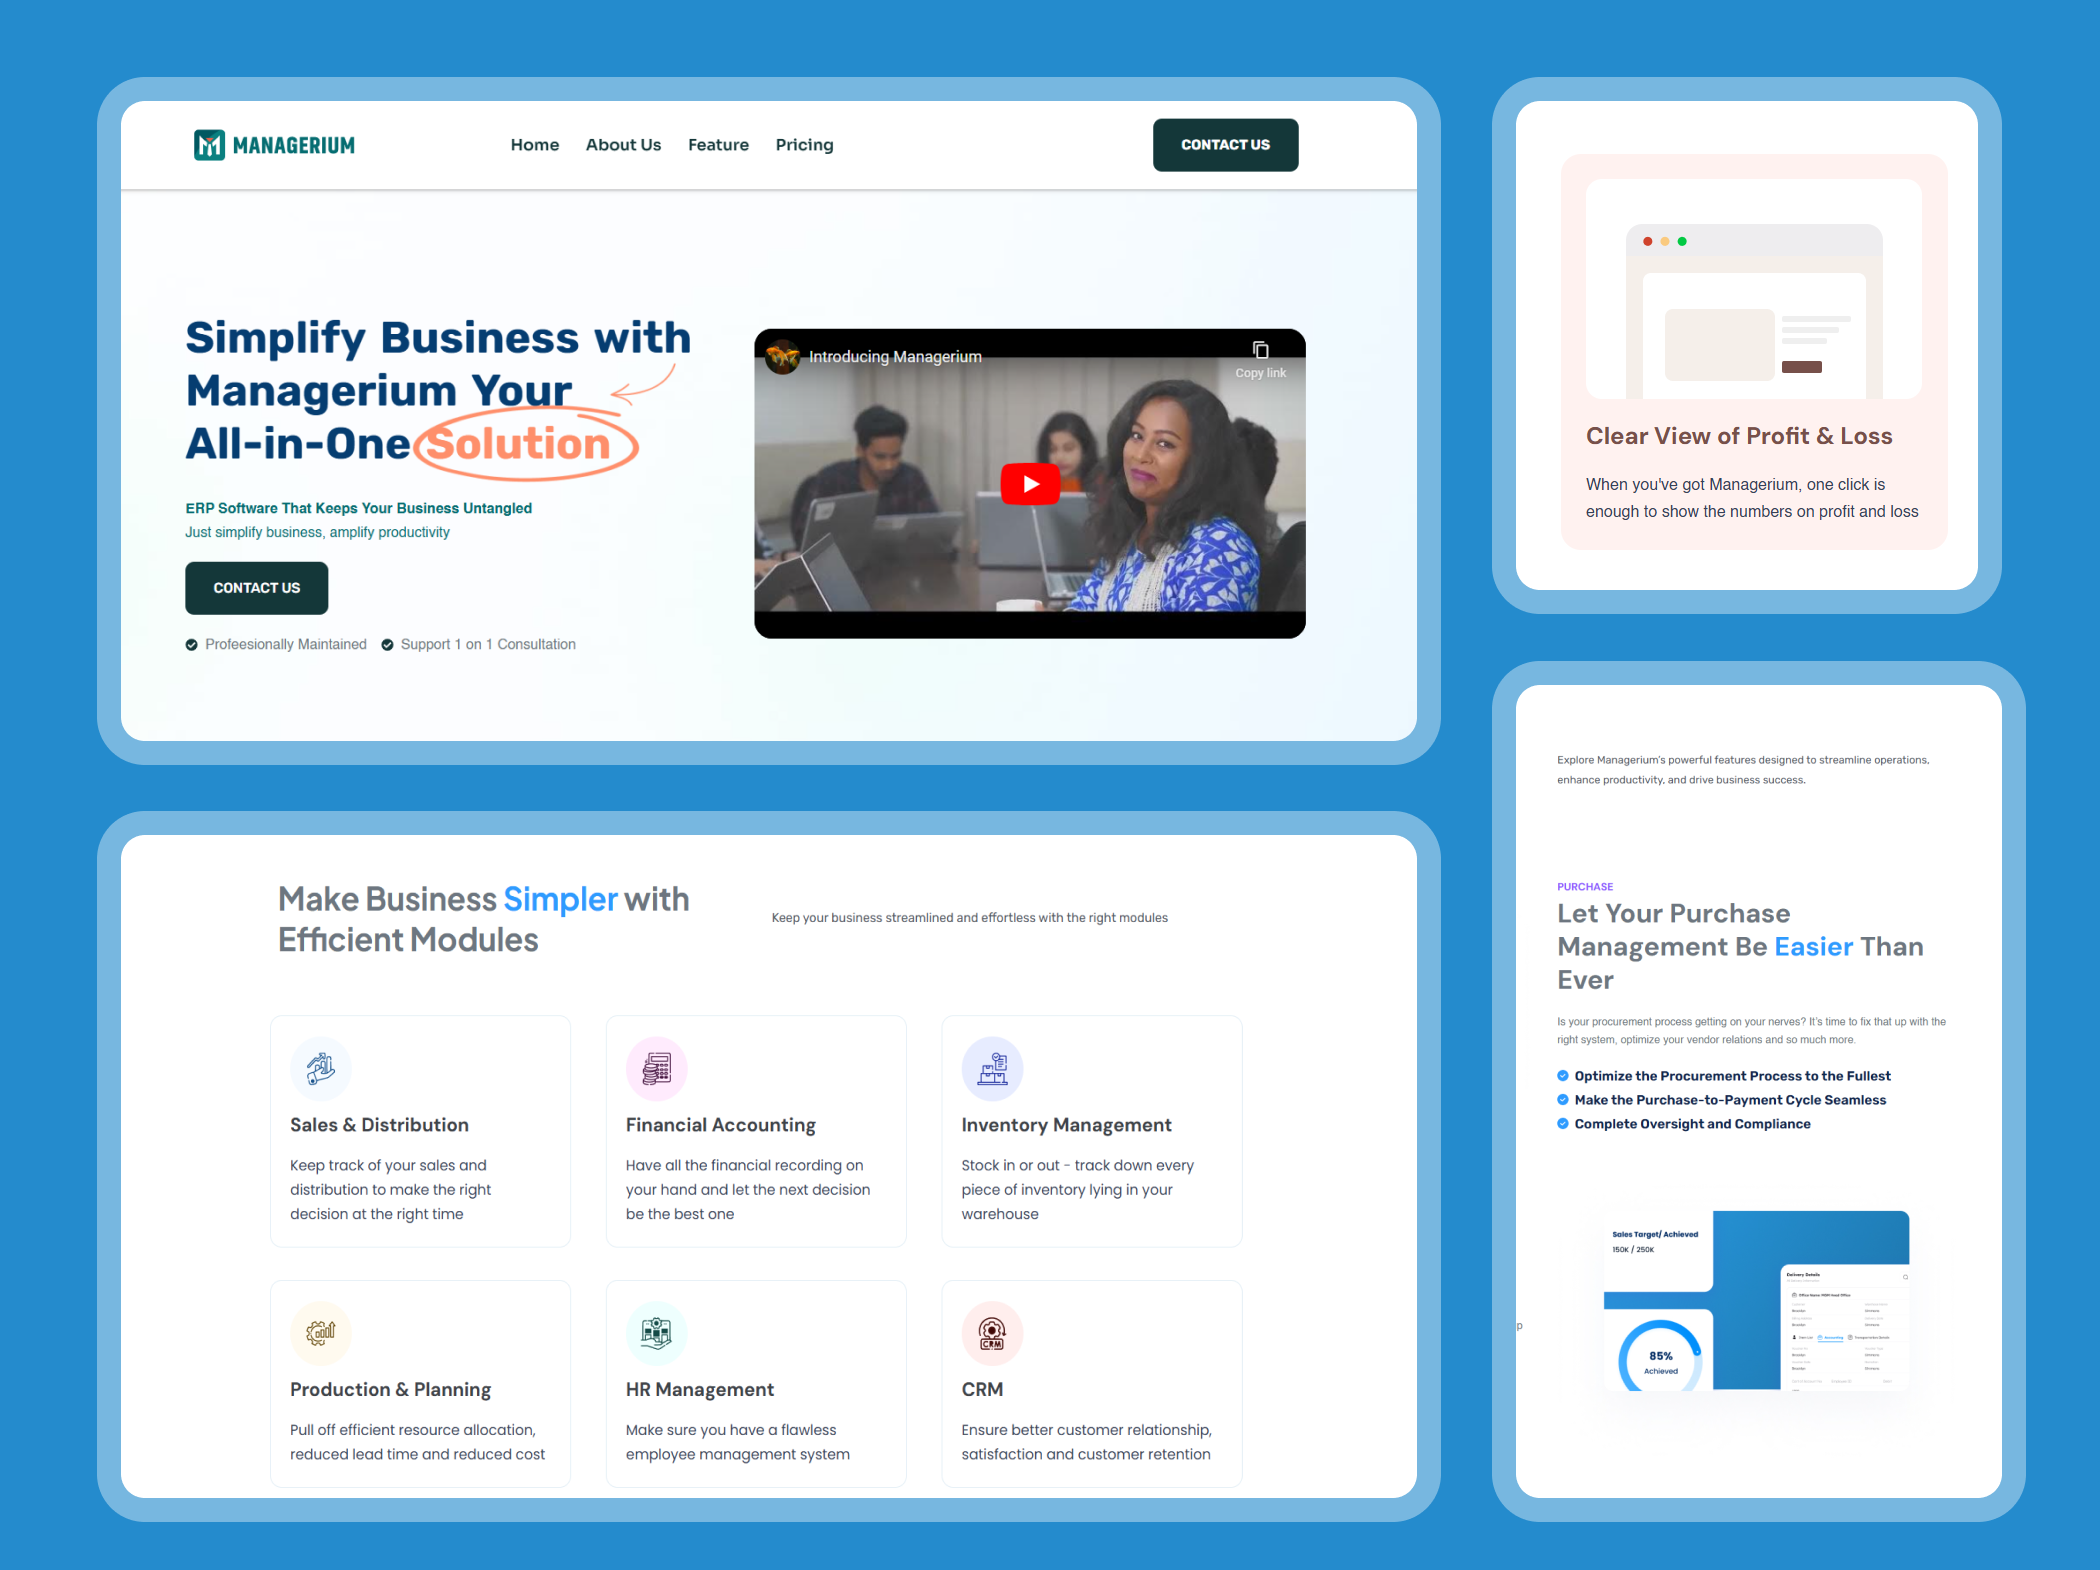 MANAGERIUM
Home About Us Feature Pricing
CONTACT US
Simplify Business with
Managerium Your
All-in-One Solution
ERP Software That Keeps Your Business Untangled
Just simplify business, amplify productivity
CONTACT US
Profeesionally Maintained Support 1 on 1 Consultation
Introducing Managerium
Copy link
Clear View of Profit & Loss
When you've got Managerium, one click is
enough to show the numbers on profit and loss
Make Business Simpler with
Efficient Modules
Keep your business streamlined and effortless with the right modules
Sales & Distribution
Keep track of your sales and
distribution to make the right
decision at the right time
Financial Accounting
Have all the financial recording on
your hand and let the next decision
be the best one
Inventory Management
Stock in or out - track down every
piece of inventory lying in your
warehouse
Production & Planning
Pull off efficient resource allocation,
reduced lead time and reduced cost
HR Management
Make sure you have a flawless
employee management system
CRM
CRM
Ensure better customer relationship,
satisfaction and customer retention
Explore Managerium's powerful features designed to streamline operations,
enhance productivity, and drive business success.
PURCHASE
Let Your Purchase
Management Be Easier Than
Ever
Is your procurement process getting on your nerves? It's time to fix that up with the
right system, optimize your vendor relations and so much more.
Optimize the Procurement Process to the Fullest
Make the Purchase-to-Payment Cycle Seamless
Complete Oversight and Compliance
p
Sales Target/ Achieved
150K / 250K
85%
Achieved
Delivery Details
Accounting